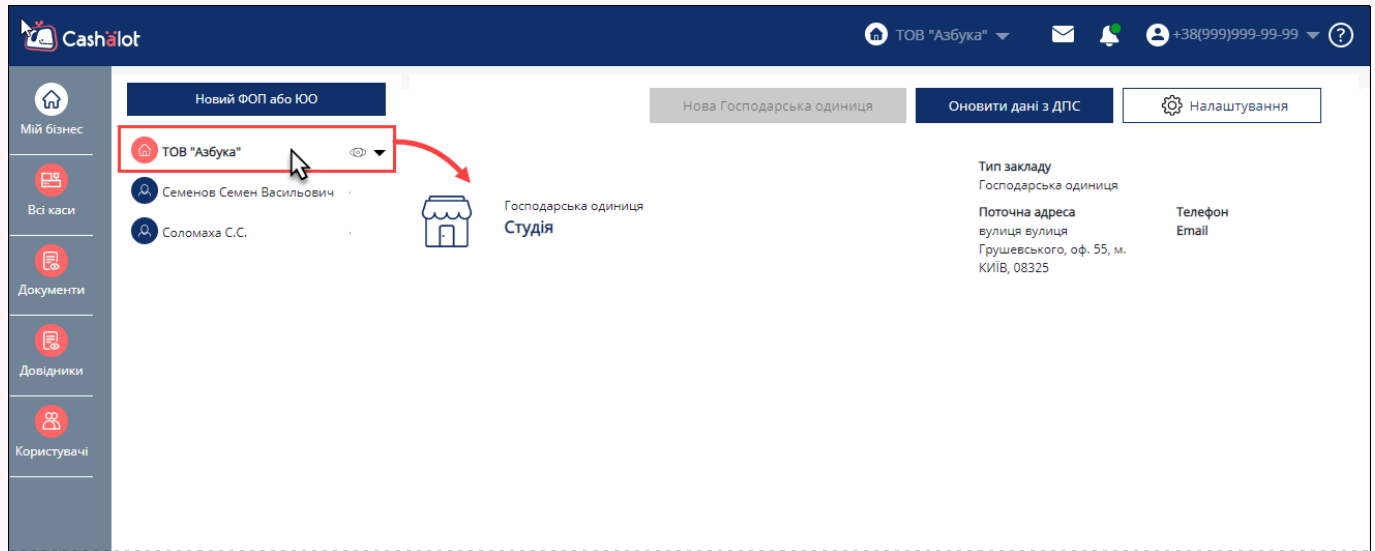 Cashalot
ТОВ "Азбука"
+38(999)999-99-99
?
Мій бізнес
Всі каси
Документи
Довідники
Користувачі
Новий ФОП або ЮО
ТОВ "Азбука"
Семенов Семен Васильович
Соломаха С.С.
Нова Господарська одиниця
Оновити дані з ДПС
Налаштування
Господарська одиниця
Студія
Тип закладу
Господарська одиниця
Поточна адреса
вулиця вулиця
Грушевського, оф. 55, м.
КИЇВ, 08325
Телефон
Email